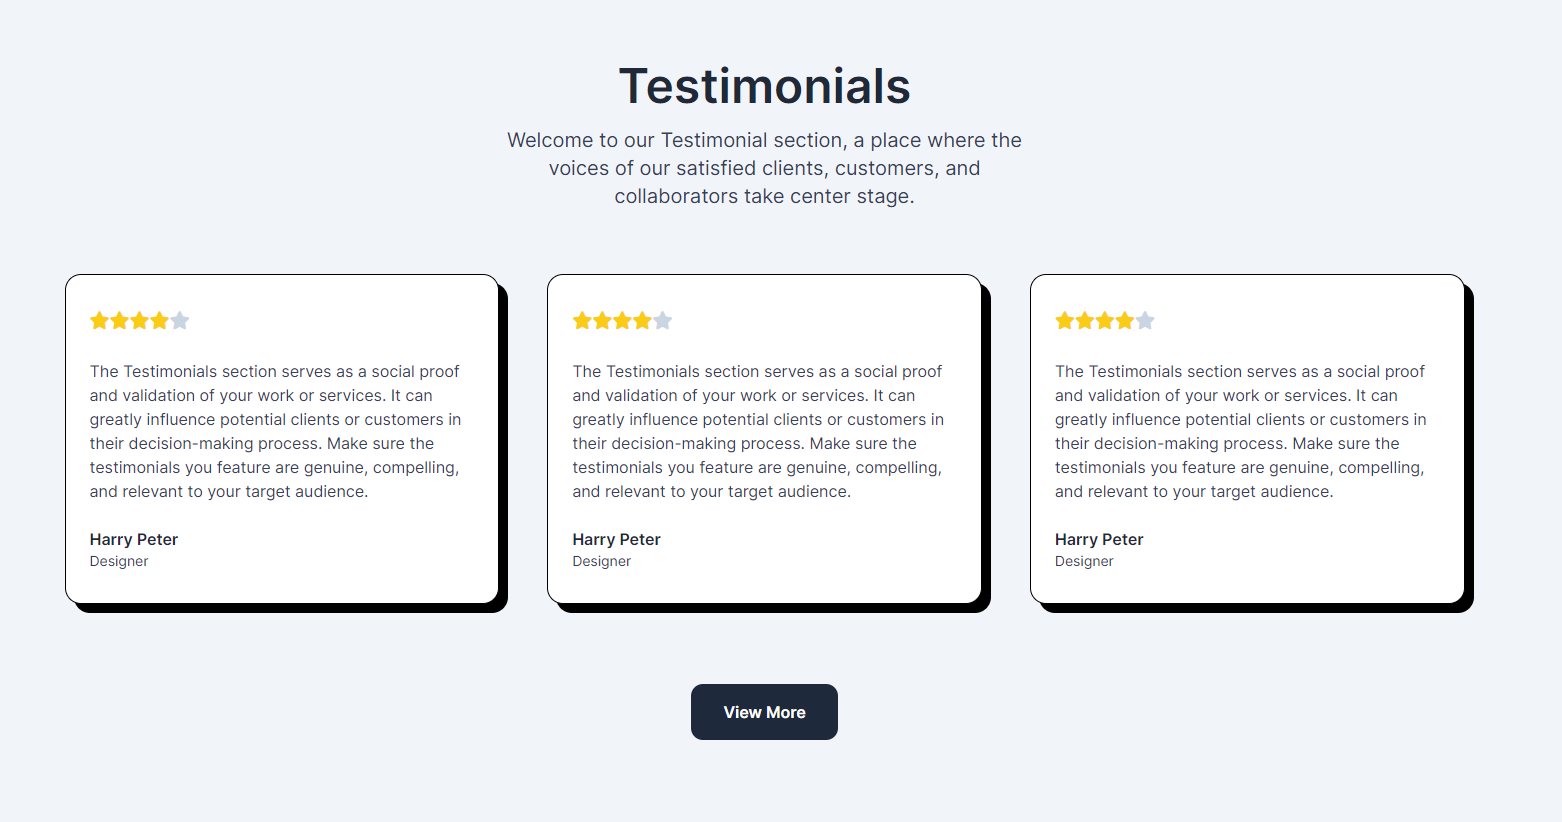 Testimonials
Welcome to our Testimonial section, a place where the
voices of our satisfied clients, customers, and
collaborators take center stage.
The Testimonials section serves as a social proof
and validation of your work or services. It can
greatly influence potential clients or customers in
their decision-making process. Make sure the
testimonials you feature are genuine, compelling,
and relevant to your target audience.
Harry Peter
Designer
The Testimonials section serves as a social proof
and validation of your work or services. It can
greatly influence potential clients or customers in
their decision-making process. Make sure the
testimonials you feature are genuine, compelling,
and relevant to your target audience.
Harry Peter
Designer
The Testimonials section serves as a social proof
and validation of your work or services. It can
greatly influence potential clients or customers in
their decision-making process. Make sure the
testimonials you feature are genuine, compelling,
and relevant to your target audience.
Harry Peter
Designer
View More